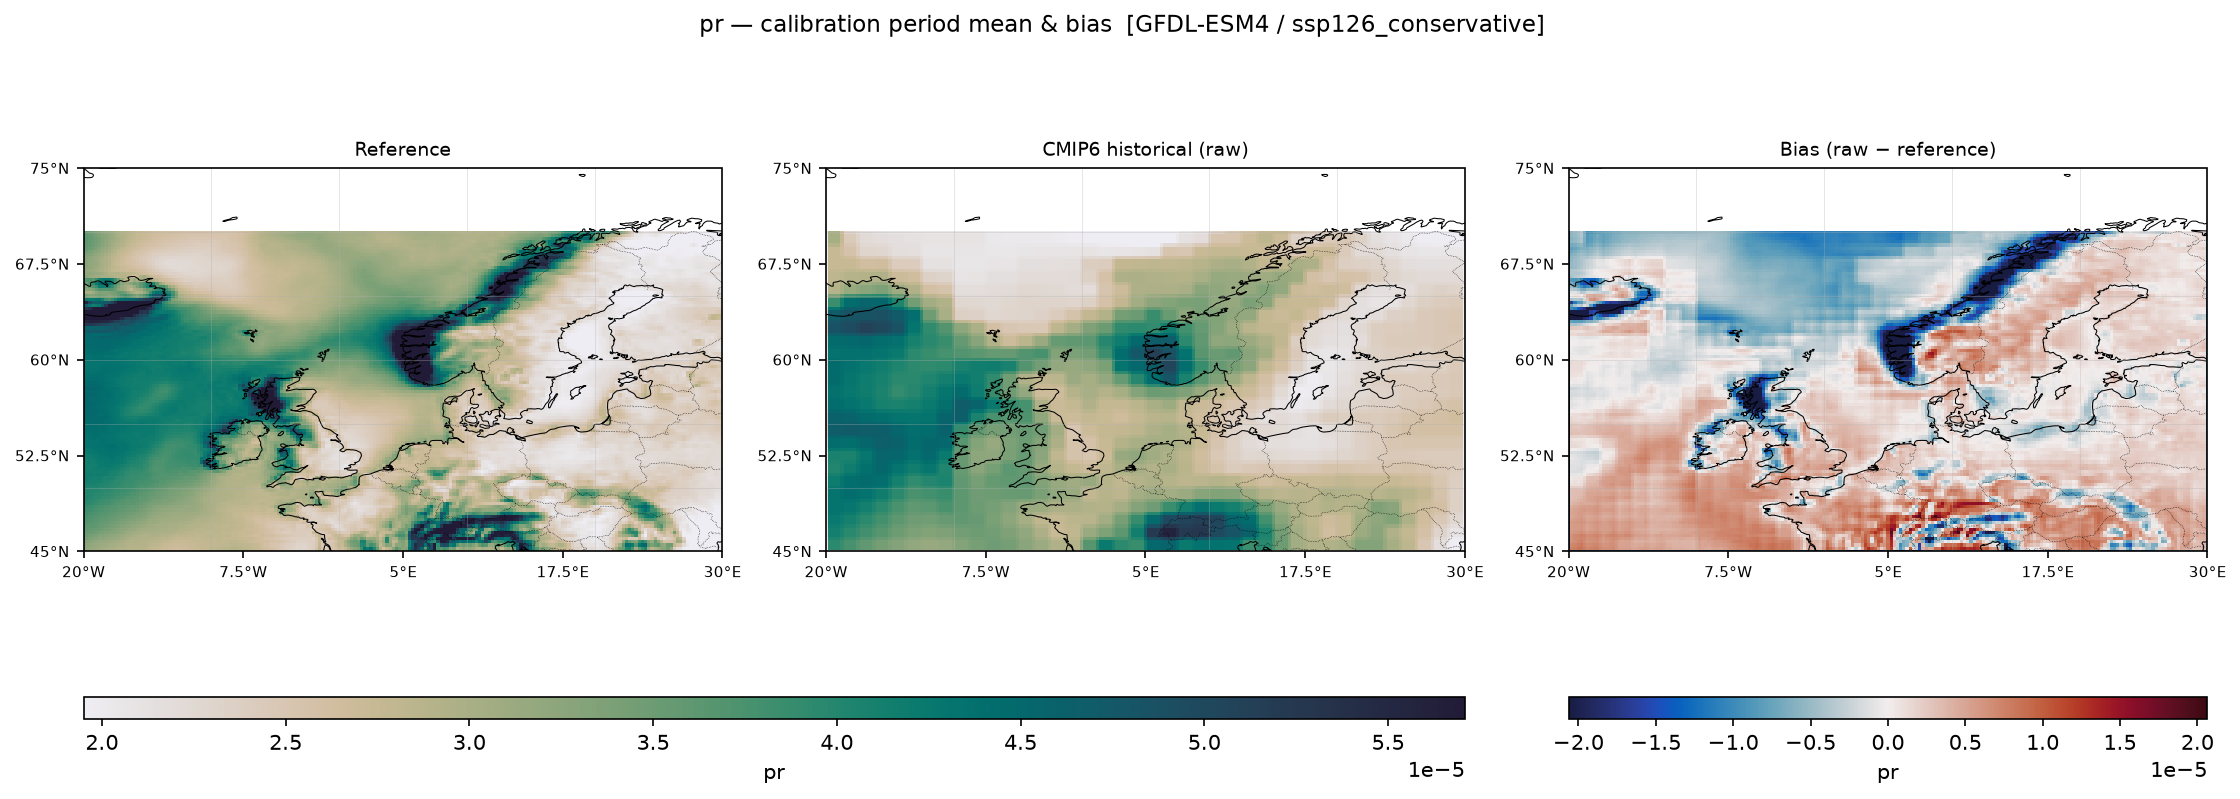 pr — calibration period mean & bias  [GFDL-ESM4 / ssp126_conservative]
Reference
75°N
67.5°N
60°N
52.5°N
45°N
20°W 7.5°W 5°E 17.5°E 30°E
CMIP6 historical (raw)
75°N
67.5°N
60°N
52.5°N
45°N
20°W 7.5°W 5°E 17.5°E 30°E
Bias (raw − reference)
75°N
67.5°N
60°N
52.5°N
45°N
20°W 7.5°W 5°E 17.5°E 30°E
2.0 2.5 3.0 3.5 4.0 4.5 5.0 5.5
1e−5
pr
−2.0 −1.5 −1.0 −0.5 0.0 0.5 1.0 1.5 2.0
1e−5
pr